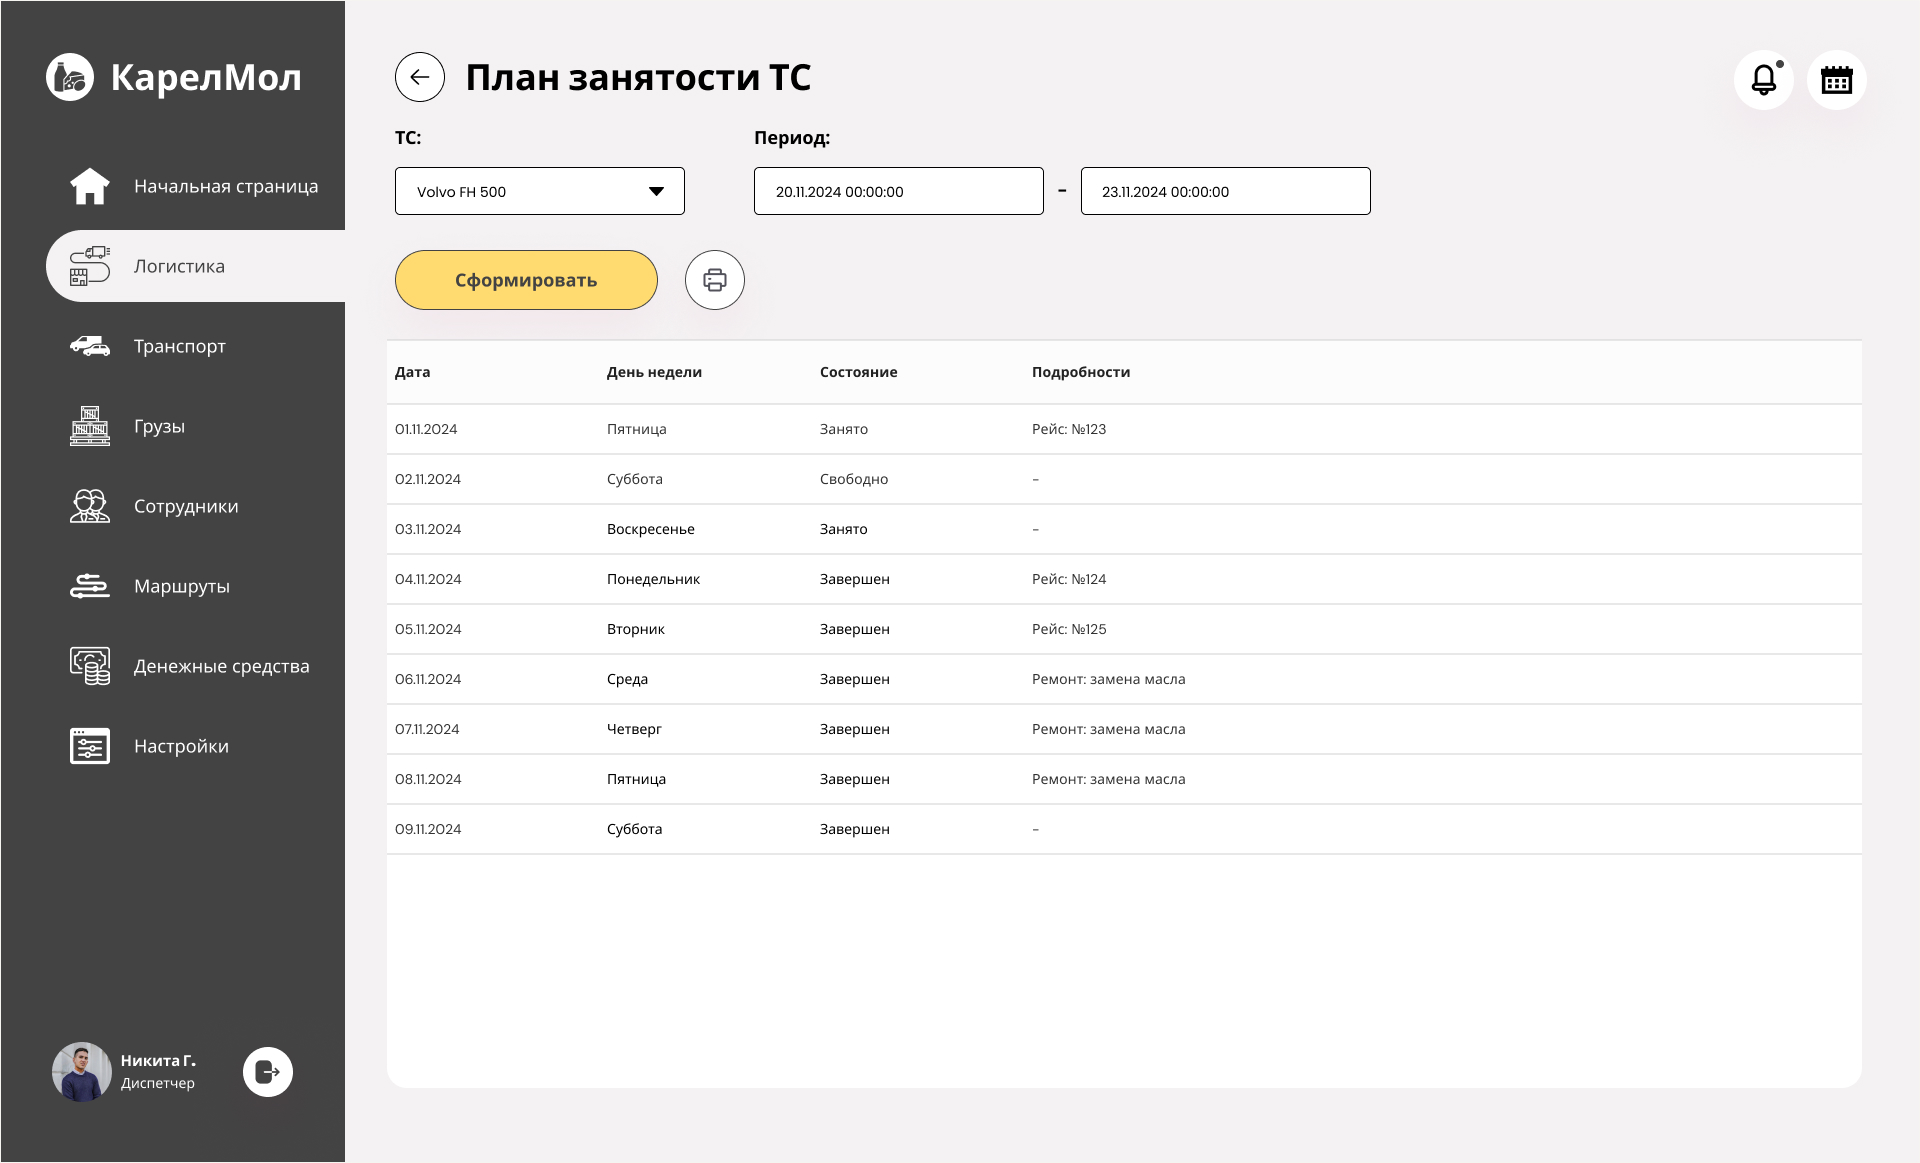 КарелМол
План занятости ТС
ТС:
Период:
Volvo FH 500
20.11.2024 00:00:00
-
23.11.2024 00:00:00
Сформировать
Начальная страница
Логистика
Транспорт
Грузы
Сотрудники
Маршруты
Денежные средства
Настройки
Дата День недели Состояние Подробности
01.11.2024 Пятница Занято Рейс: №123
02.11.2024 Суббота Свободно -
03.11.2024 Воскресенье Занято -
04.11.2024 Понедельник Завершен Рейс: №124
05.11.2024 Вторник Завершен Рейс: №125
06.11.2024 Среда Завершен Ремонт: замена масла
07.11.2024 Четверг Завершен Ремонт: замена масла
08.11.2024 Пятница Завершен Ремонт: замена масла
09.11.2024 Суббота Завершен -
Никита Г.
Диспетчер